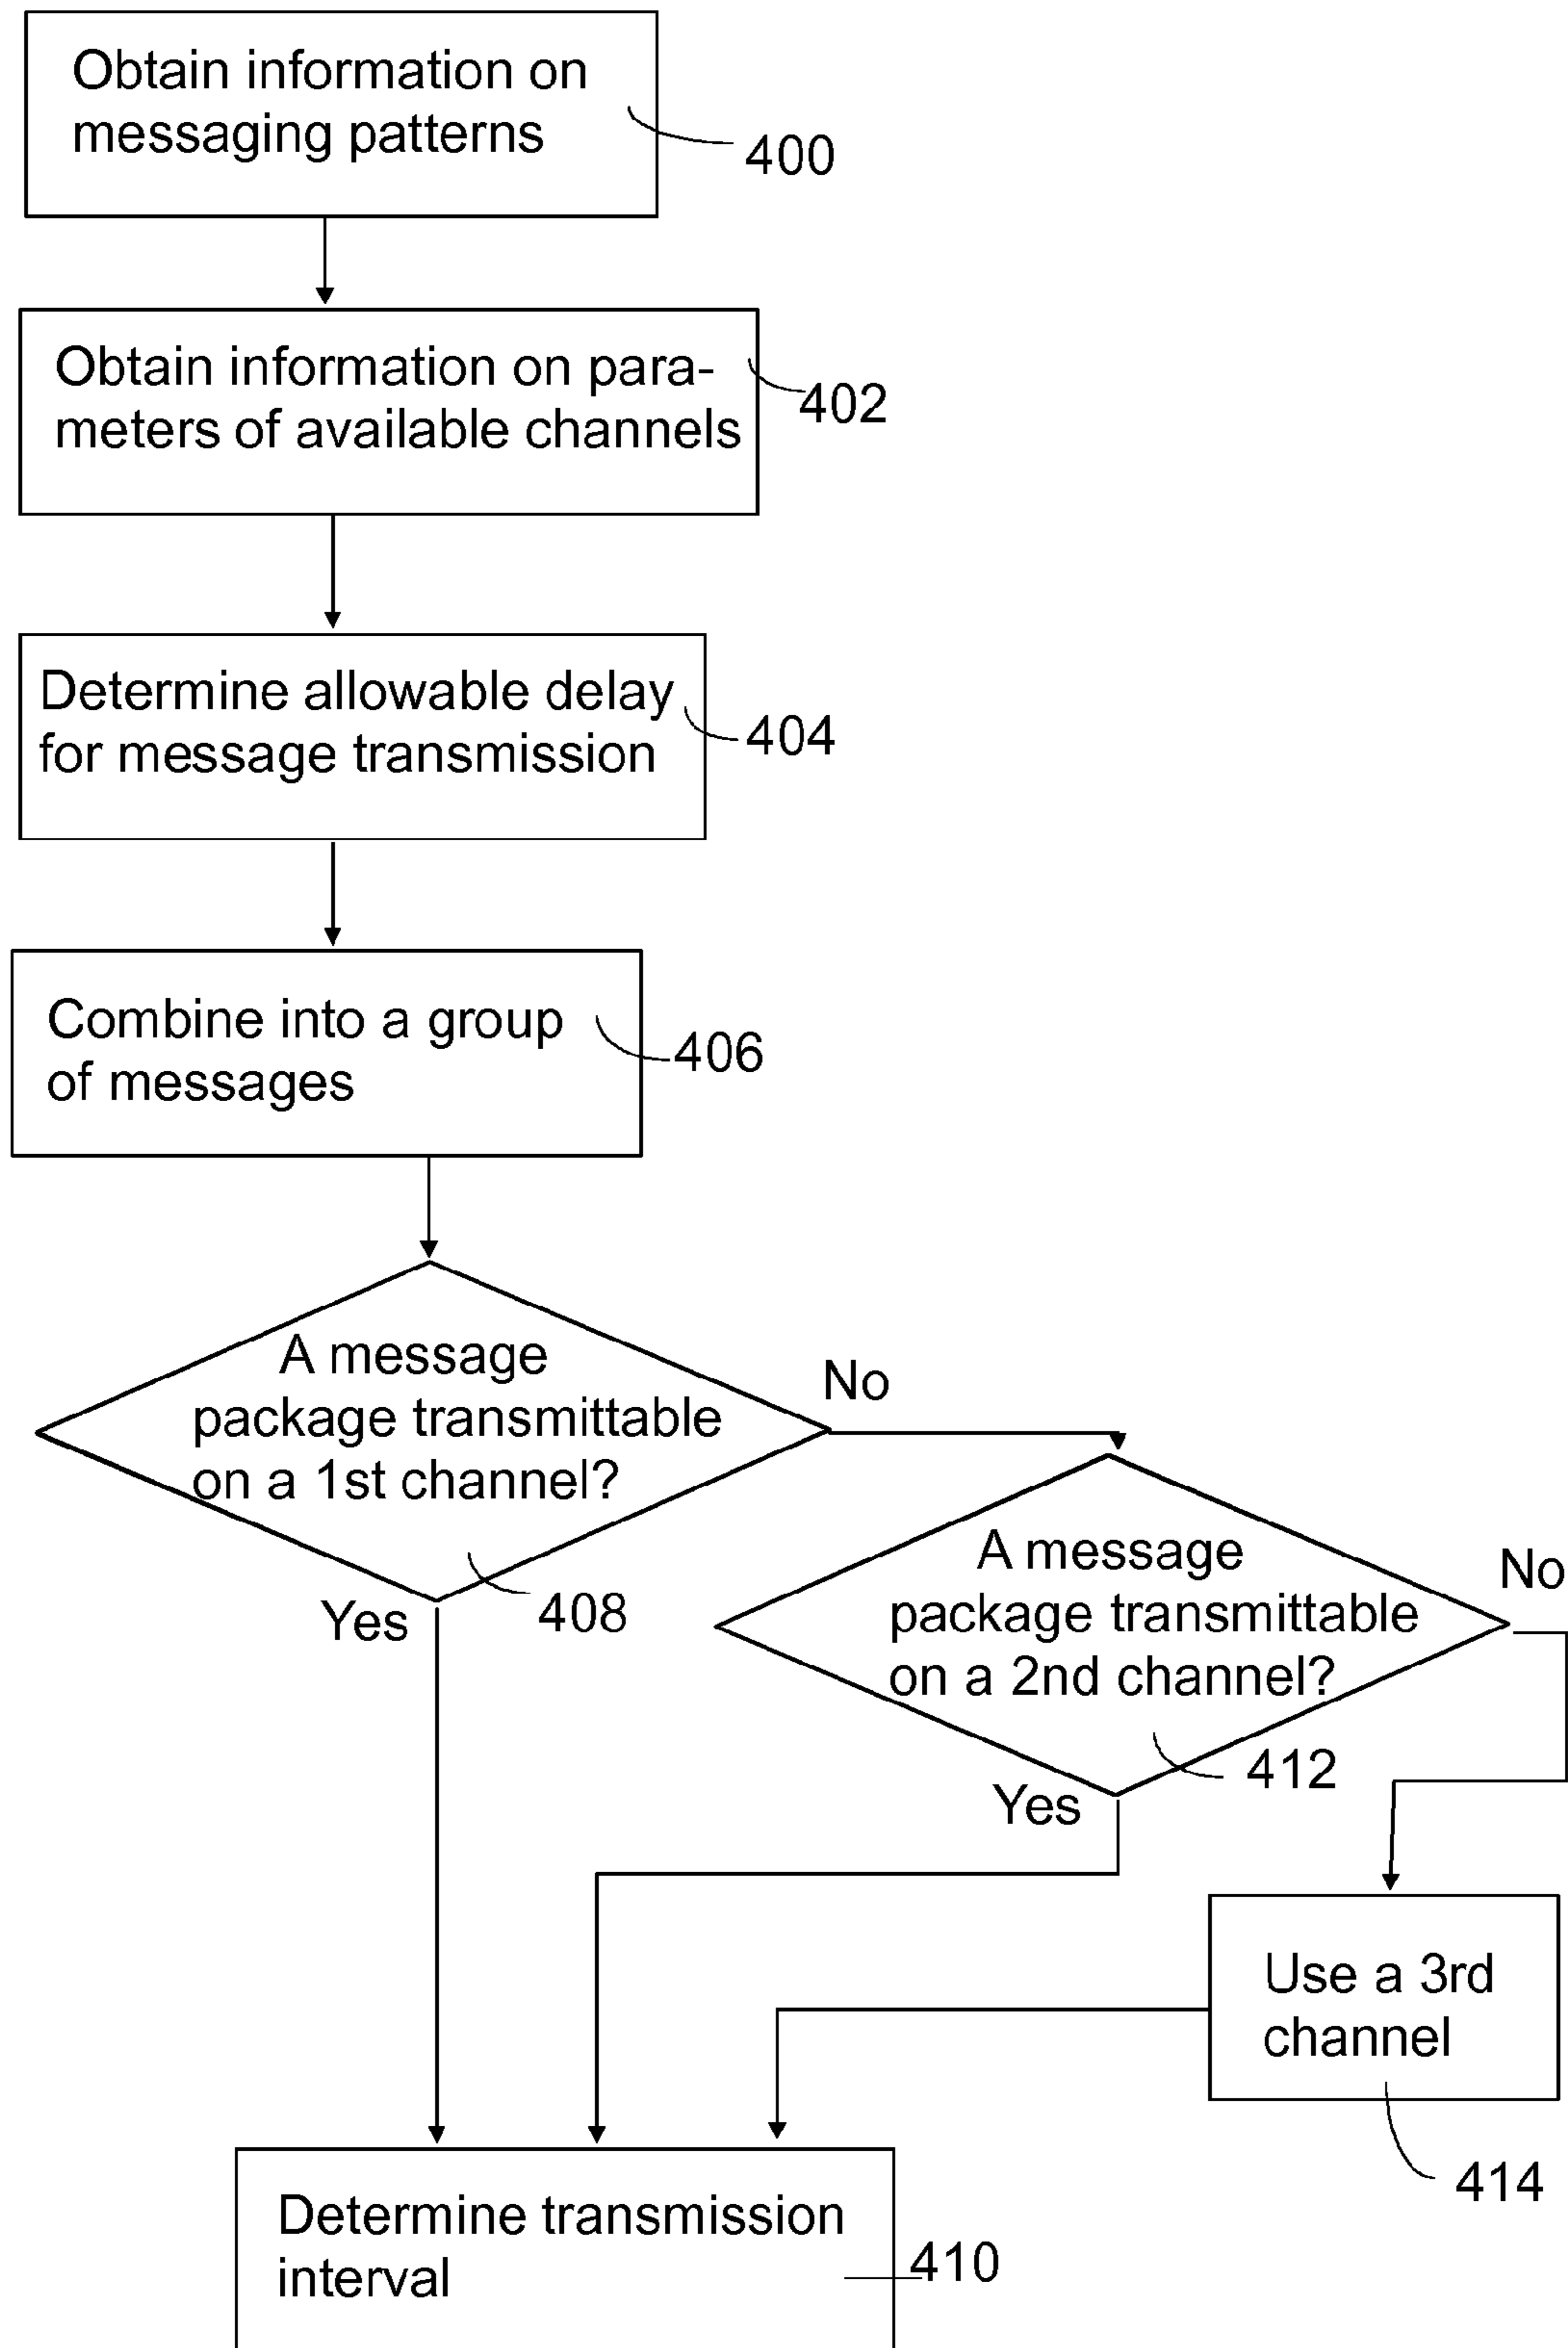 Obtain information on
messaging patterns
400
Obtain information on para-
meters of available channels
402
Determine allowable delay
for message transmission
404
Combine into a group
of messages
406
A message
package transmittable
on a 1st channel?
No
408
Yes
A message
package transmittable
on a 2nd channel?
No
412
Yes
Use a 3rd
channel
414
Determine transmission
interval
410